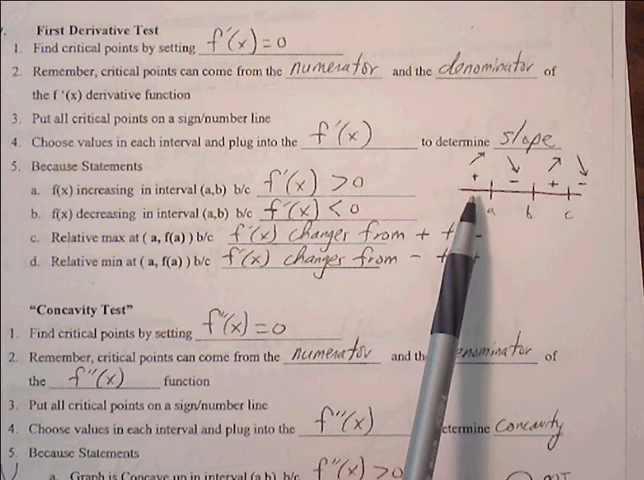 First Derivative Test
1. Find critical points by setting f'(x) = 0
2. Remember, critical points can come from the numerator and the denominator of
the f '(x) derivative function
3. Put all critical points on a sign/number line
4. Choose values in each interval and plug into the f'(x) to determine slope
5. Because Statements
+ - + -
a. f(x) increasing in interval (a,b) b/c f'(x) > 0
a b c
b. f(x) decreasing in interval (a,b) b/c f'(x) < 0
c. Relative max at ( a, f(a) ) b/c f'(x) changes from + t -
d. Relative min at ( a, f(a) ) b/c f'(x) changes from - t +
"Concavity Test"
1. Find critical points by setting f"(x) = 0
2. Remember, critical points can come from the numerator and th enominator of
the f"(x) function
3. Put all critical points on a sign/number line
4. Choose values in each interval and plug into the f"(x) etermine Concavity
5. Because Statements
a. Graph is Concave up in interval (a,b) b/c f"(x) > 0